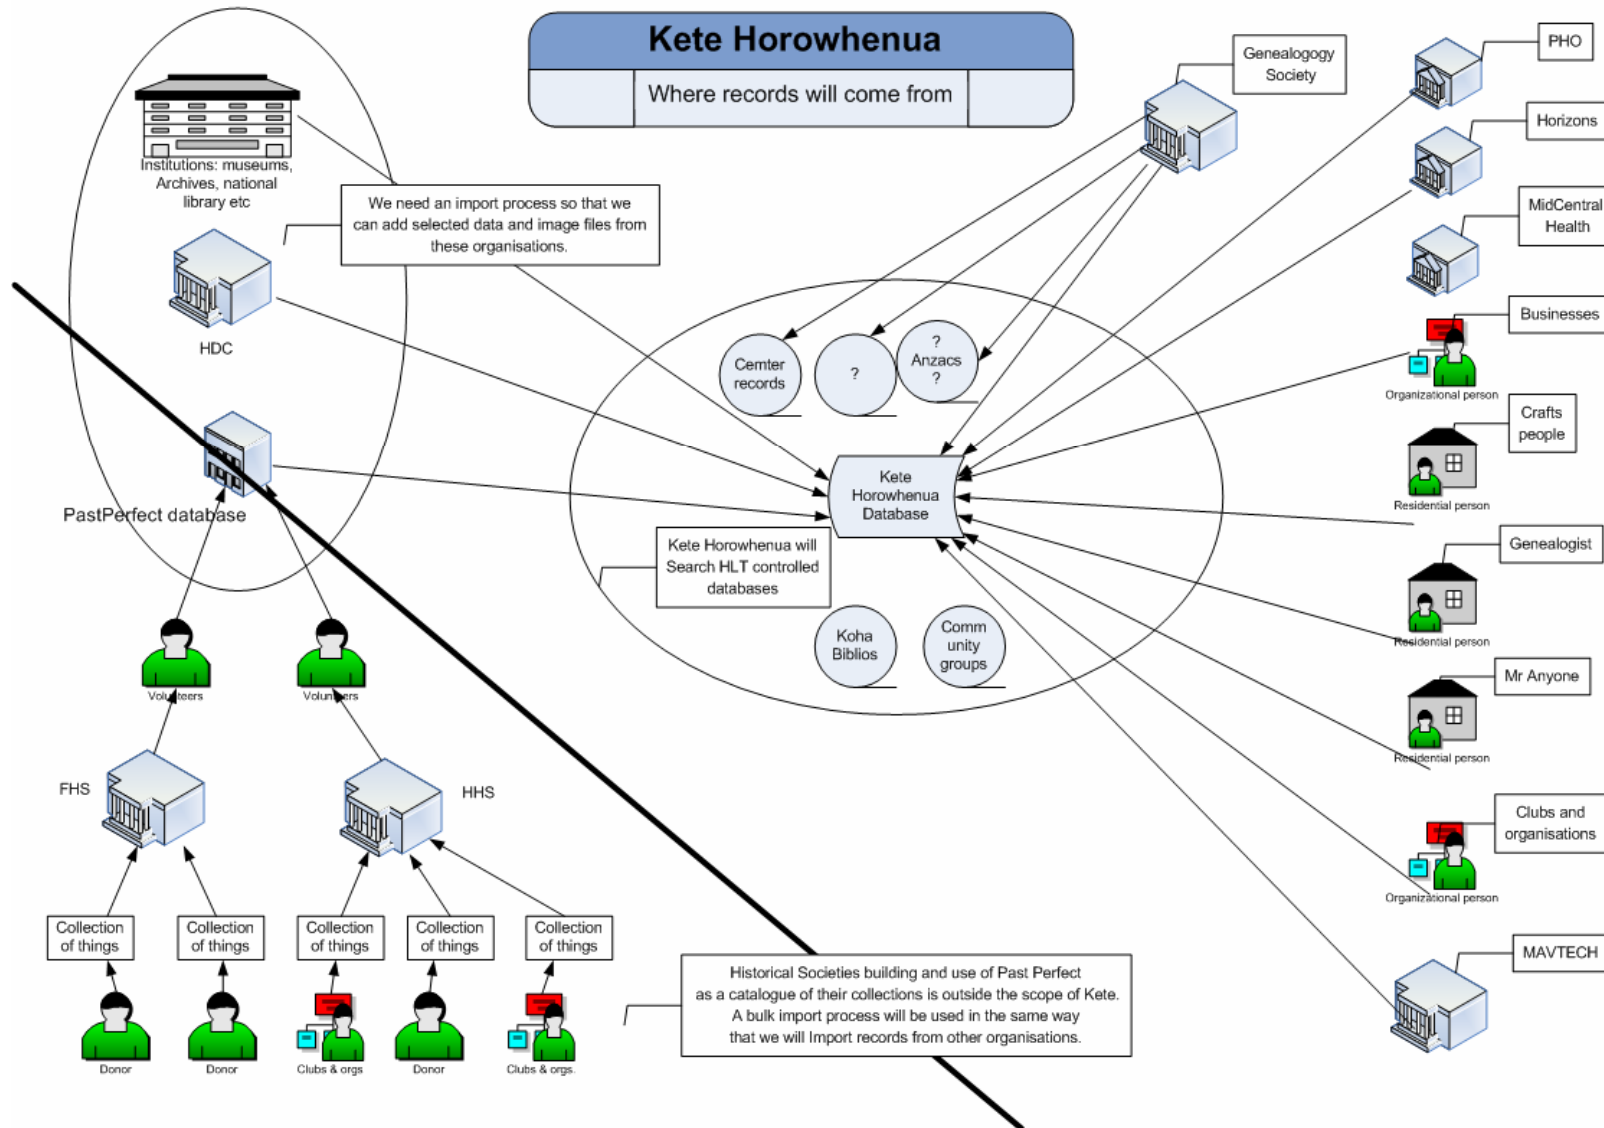 Kete Horowhenua
Where records will come from
Genealogogy
Society
PHO
Horizons
MidCentral
Health
Businesses
Organizational person
Crafts
people
Residential person
Genealogist
Residential person
Mr Anyone
Residential person
Clubs and
organisations
Organizational person
MAVTECH
Institutions: museums,
Archives, national
library etc
We need an import process so that we
can add selected data and image files from
these organisations.
HDC
PastPerfect database
Cemter
records
?
?
Anzacs
?
Kete
Horowhenua
Database
Kete Horowhenua will
Search HLT controlled
databases
Koha
Biblios
Comm
unity
groups
Volunteers
Volunteers
FHS
HHS
Collection
of things
Collection
of things
Collection
of things
Collection
of things
Collection
of things
Donor
Donor
Clubs & orgs
Donor
Clubs & orgs.
Historical Societies building and use of Past Perfect
as a catalogue of their collections is outside the scope of Kete.
A bulk import process will be used in the same way
that we will Import records from other organisations.